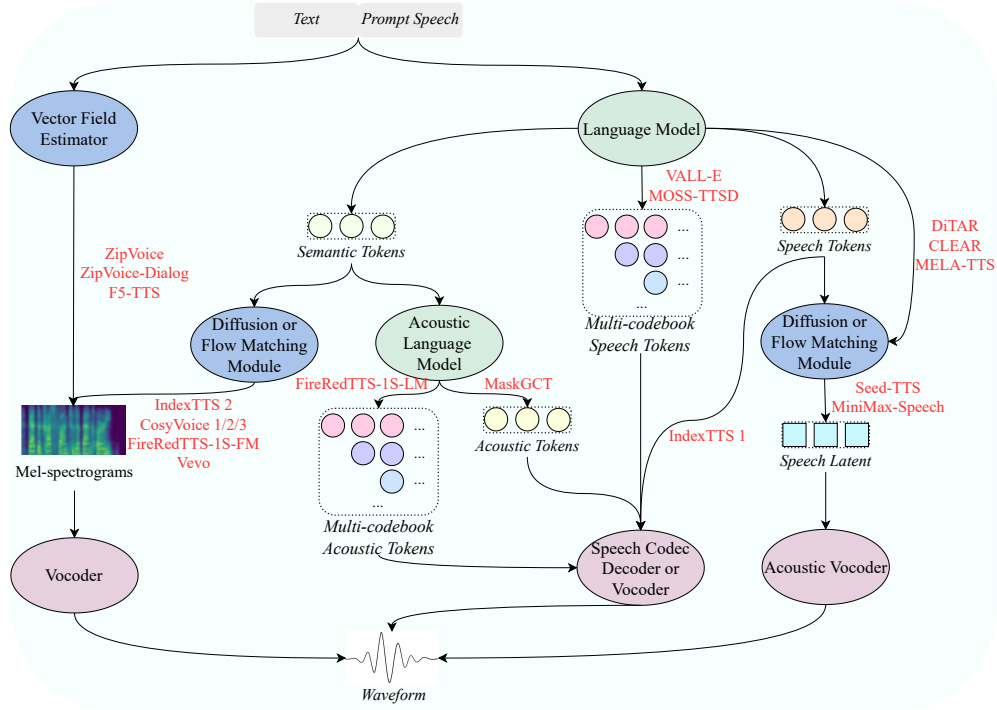 Text
Prompt Speech
Vector Field
Estimator
Language Model
VALL-E
MOSS-TTSD
DiTAR
CLEAR
MELA-TTS
Semantic Tokens
Speech Tokens
...
...
...
...
Multi-codebook
Speech Tokens
ZipVoice
ZipVoice-Dialog
F5-TTS
Diffusion or
Flow Matching
Module
Acoustic
Language
Model
Diffusion or
Flow Matching
Module
FireRedTTS-1S-LM
MaskGCT
Seed-TTS
MiniMax-Speech
IndexTTS 2
CosyVoice 1/2/3
FireRedTTS-1S-FM
Vevo
Mel-spectrograms
...
...
...
...
Multi-codebook
Acoustic Tokens
Acoustic Tokens
IndexTTS 1
Speech Latent
Vocoder
Speech Codec
Decoder or
Vocoder
Acoustic Vocoder
Waveform